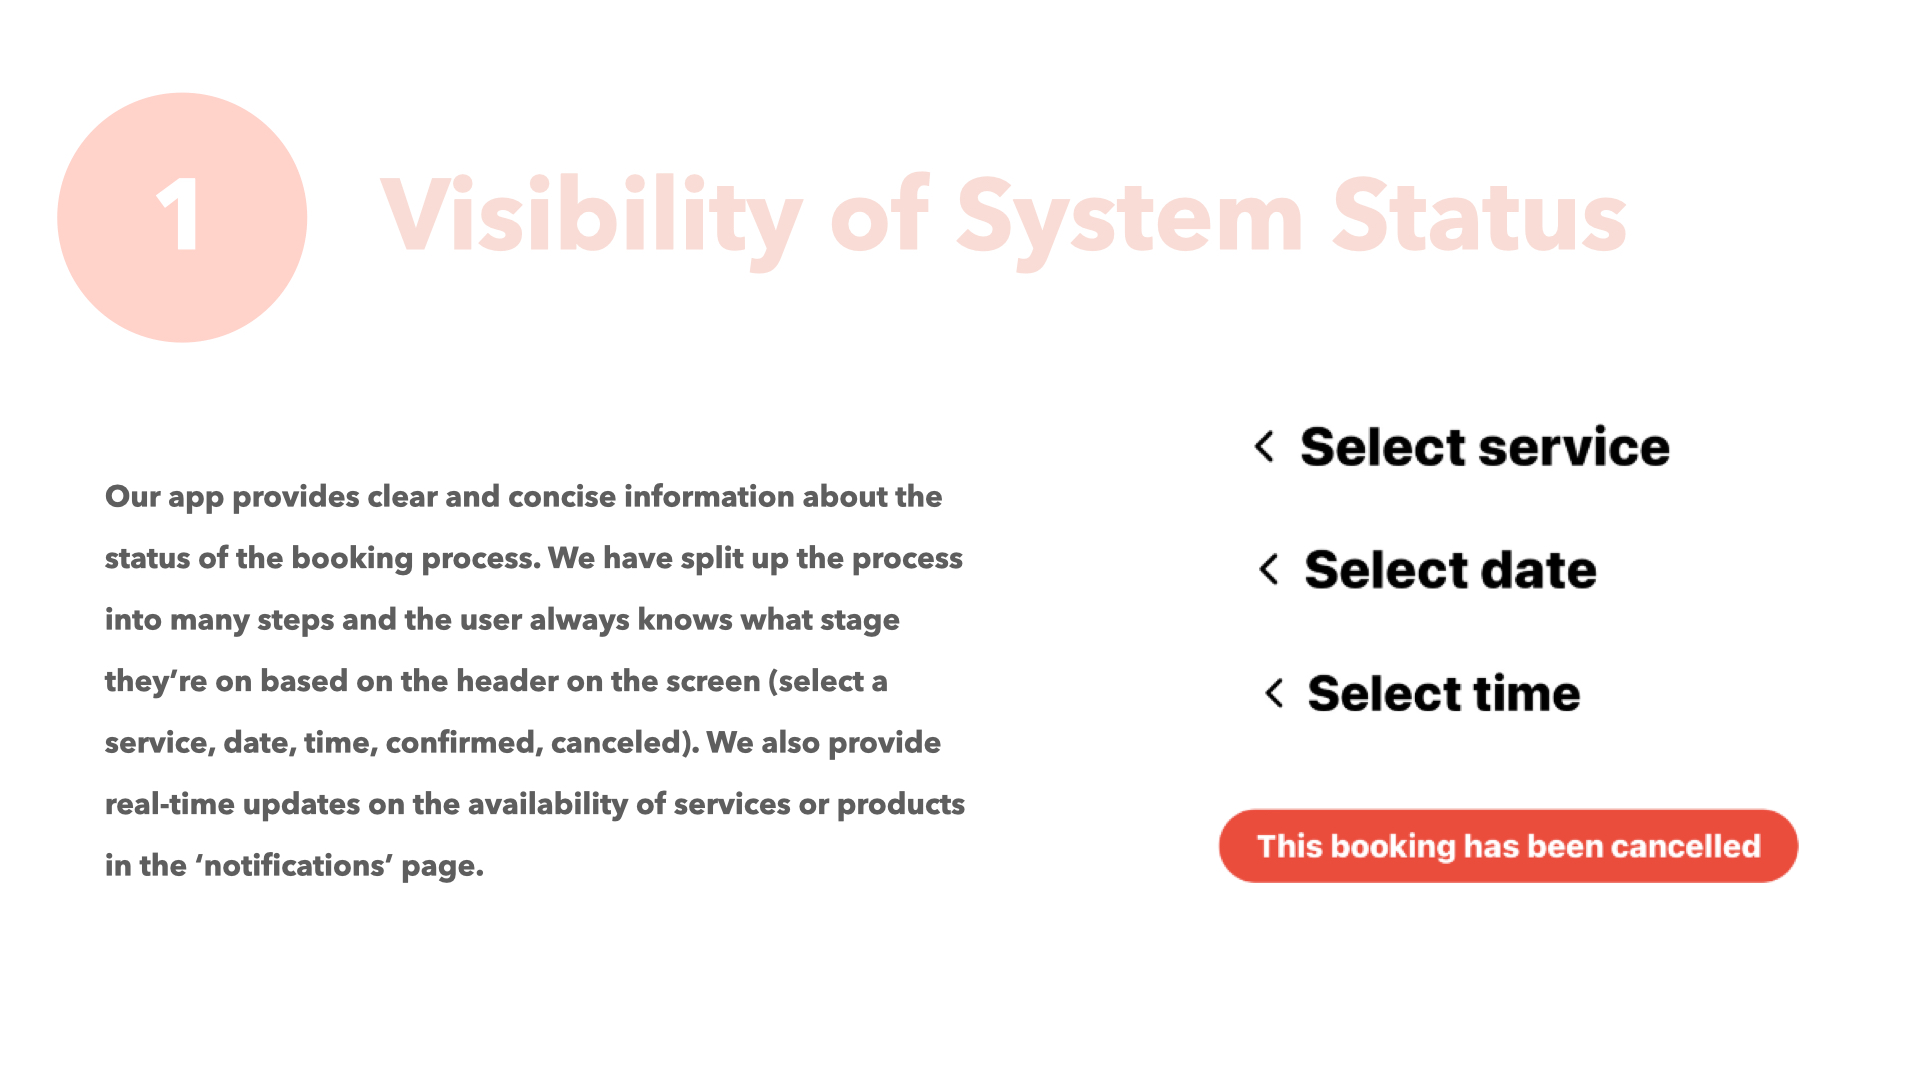 1
Visibility of System Status
Our app provides clear and concise information about the
status of the booking process. We have split up the process
into many steps and the user always knows what stage
they’re on based on the header on the screen (select a
service, date, time, confirmed, canceled). We also provide
real-time updates on the availability of services or products
in the ‘notifications’ page.
< Select service
< Select date
< Select time
This booking has been cancelled